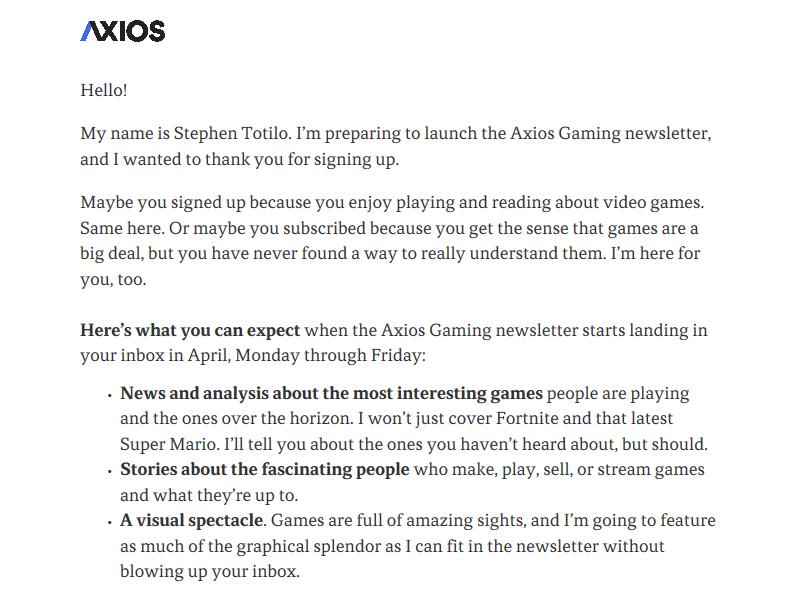 AXIOS
Hello!
My name is Stephen Totilo. I’m preparing to launch the Axios Gaming newsletter,
and I wanted to thank you for signing up.
Maybe you signed up because you enjoy playing and reading about video games.
Same here. Or maybe you subscribed because you get the sense that games are a
big deal, but you have never found a way to really understand them. I’m here for
you, too.
Here’s what you can expect when the Axios Gaming newsletter starts landing in
your inbox in April, Monday through Friday:
• News and analysis about the most interesting games people are playing
and the ones over the horizon. I won’t just cover Fortnite and that latest
Super Mario. I’ll tell you about the ones you haven’t heard about, but should.
• Stories about the fascinating people who make, play, sell, or stream games
and what they’re up to.
• A visual spectacle. Games are full of amazing sights, and I’m going to feature
as much of the graphical splendor as I can fit in the newsletter without
blowing up your inbox.